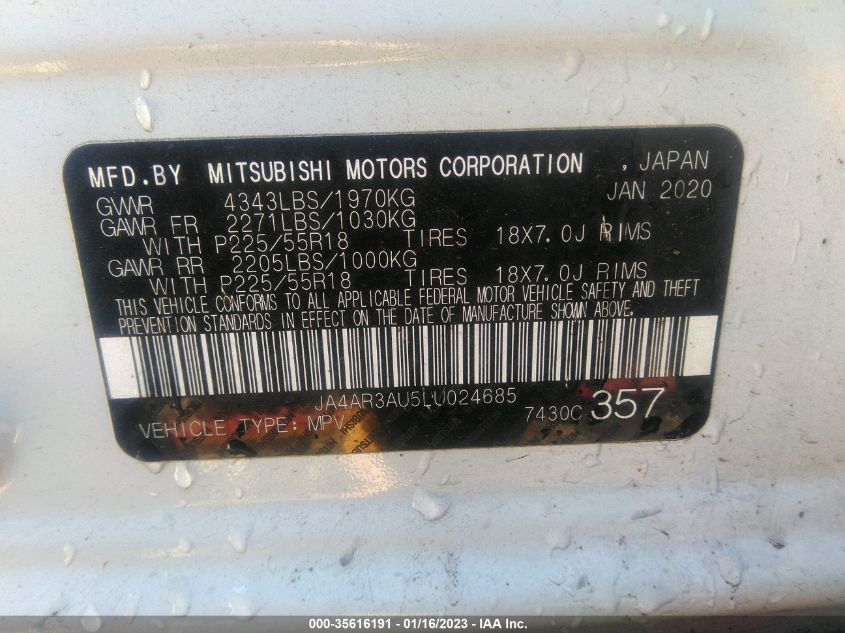 MFD.BY MITSUBISHI MOTORS CORPORATION , JAPAN
GVWR 4343LBS/1970KG JAN 2020
GAWR FR 2271LBS/1030KG
WITH P225/55R18 TIRES 18X7.0J RIMS
GAWR RR 2205LBS/1000KG
WITH P225/55R18 TIRES 18X7.0J RIMS
THIS VEHICLE CONFORMS TO ALL APPLICABLE FEDERAL MOTOR VEHICLE SAFETY AND THEFT
PREVENTION STANDARDS IN EFFECT ON THE DATE OF MANUFACTURE SHOWN ABOVE.
JA4AR3AU5LU024685
7430C 357
VEHICLE TYPE: MPV
000-35616191 - 01/16/2023 - IAA Inc.